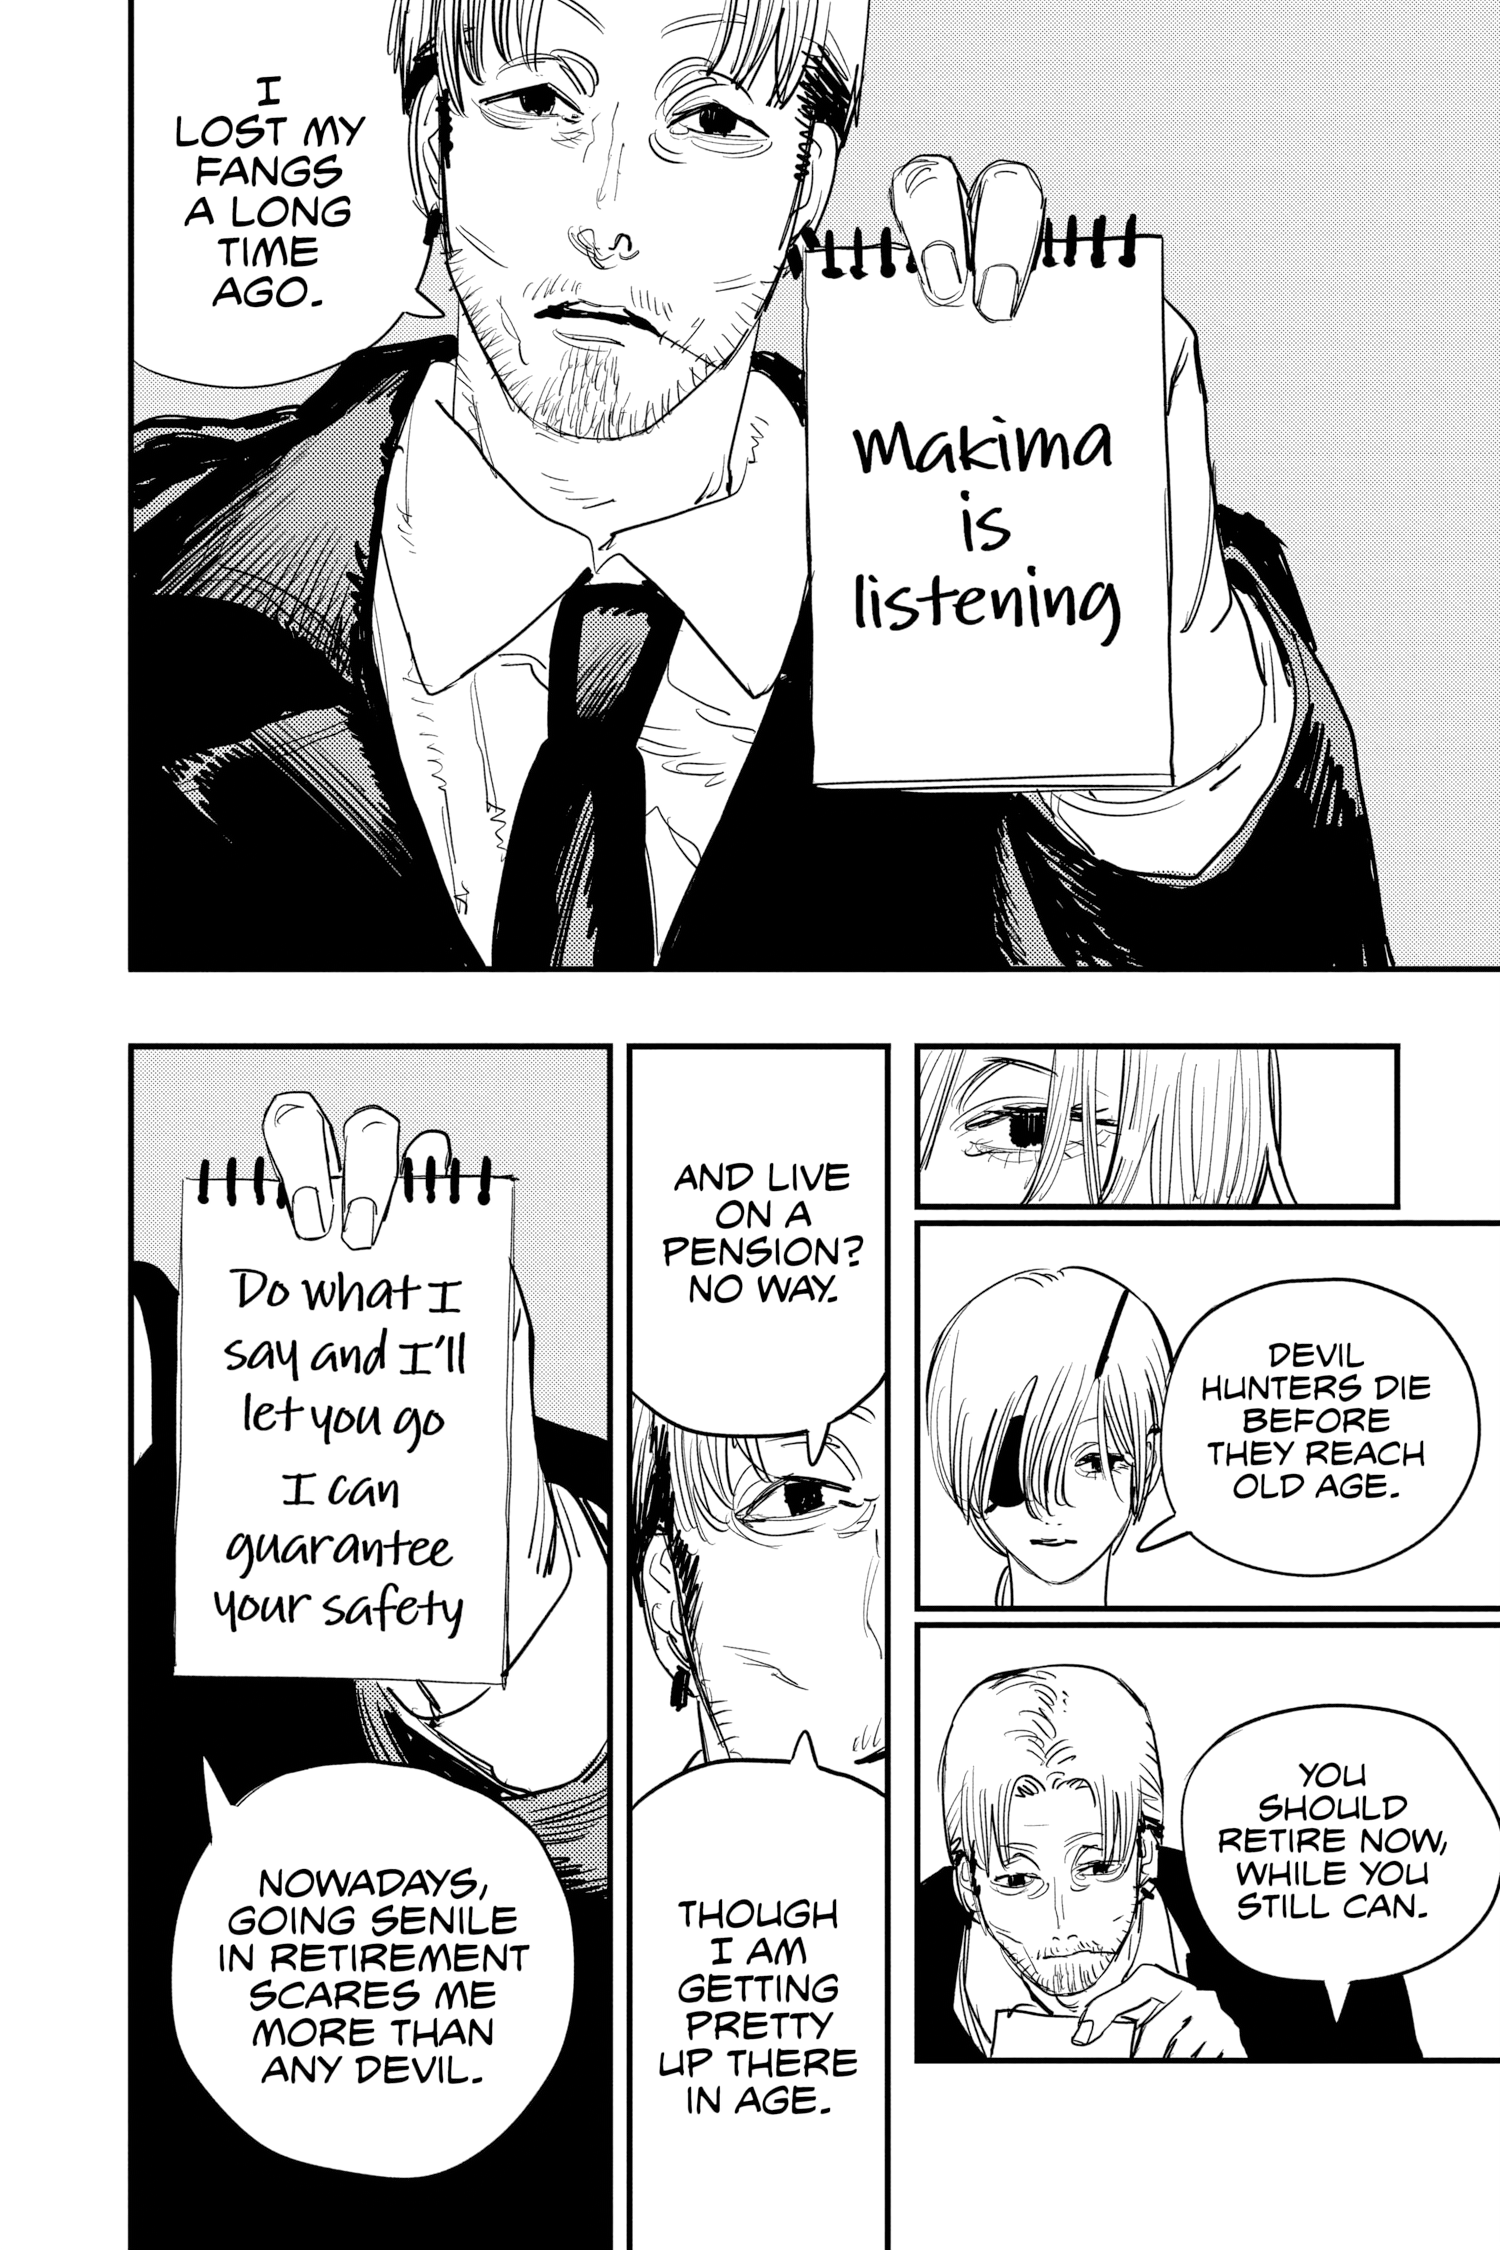 Makima
is
listening
I
LOST MY
FANGS
A LONG
TIME
AGO.
DEVIL
HUNTERS DIE
BEFORE
THEY REACH
OLD AGE.
YOU
SHOULD
RETIRE NOW,
WHILE YOU
STILL CAN.
AND LIVE
ON A
PENSION?
NO WAY.
THOUGH
I AM
GETTING
PRETTY
UP THERE
IN AGE.
Do what I
say and I'll
let you go
I can
guarantee
your safety
NOWADAYS,
GOING SENILE
IN RETIREMENT
SCARES ME
MORE THAN
ANY DEVIL.